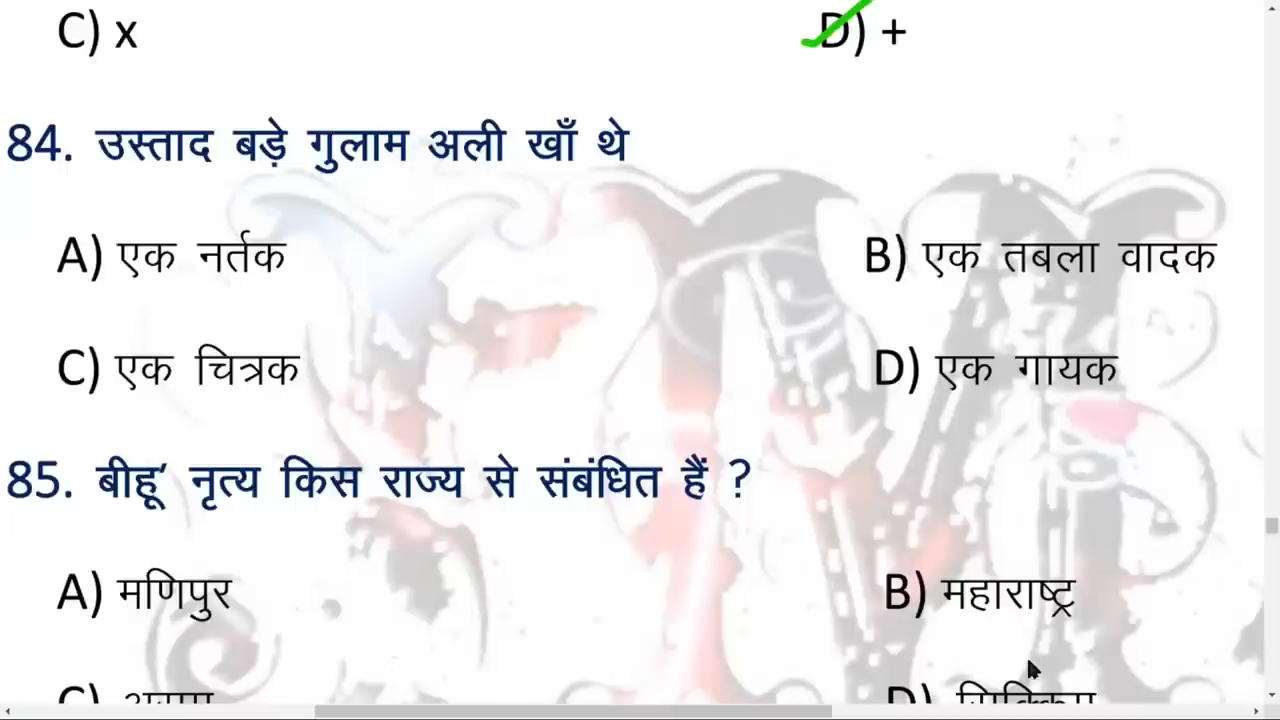 C) x D) +
84. उस्ताद बड़े गुलाम अली खाँ थे
A) एक नर्तक B) एक तबला वादक
C) एक चित्रक D) एक गायक
85. बीहू’ नृत्य किस राज्य से संबंधित हैं ?
A) मणिपुर B) महाराष्ट्र
C) D)